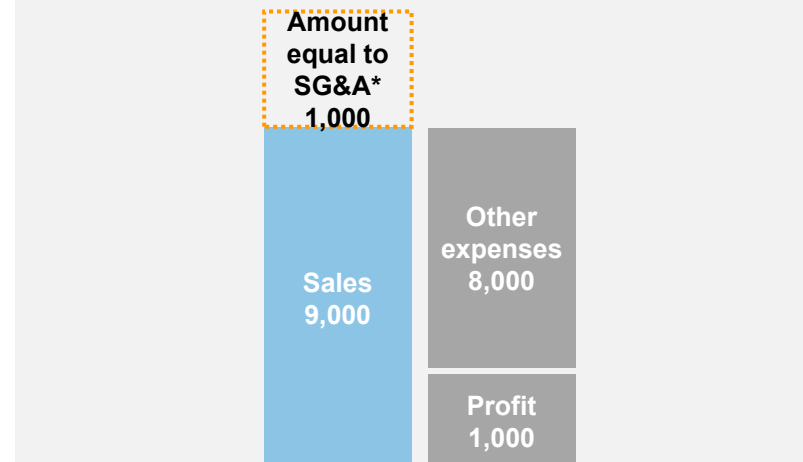 Amount
equal to
SG&A*
1,000
Sales
9,000
Other
expenses
8,000
Profit
1,000